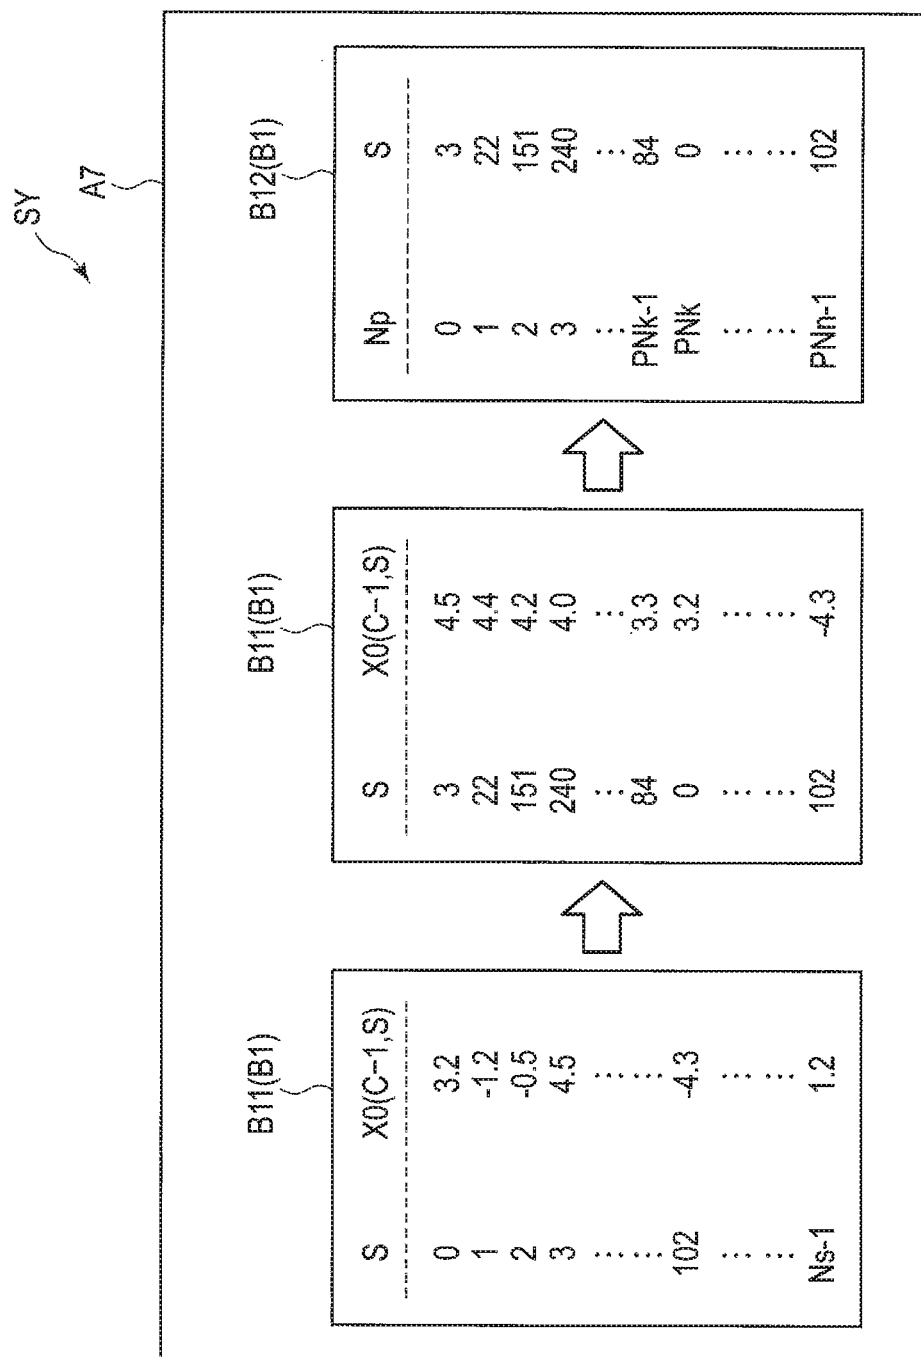 SY
A7
B11(B1)
S X0(C-1,S)
0 3.2
1 -1.2
2 -0.5
3 4.5
... ...
... ...
102 -4.3
... ...
... ...
Ns-1 1.2
B11(B1)
S X0(C-1,S)
3 4.5
22 4.4
151 4.2
240 4.0
... ...
84 3.3
0 3.2
... ...
... ...
102 -4.3
B12(B1)
Np S
0 3
1 22
2 151
3 240
... ...
PNk-1 84
PNk 0
... ...
... ...
PNn-1 102